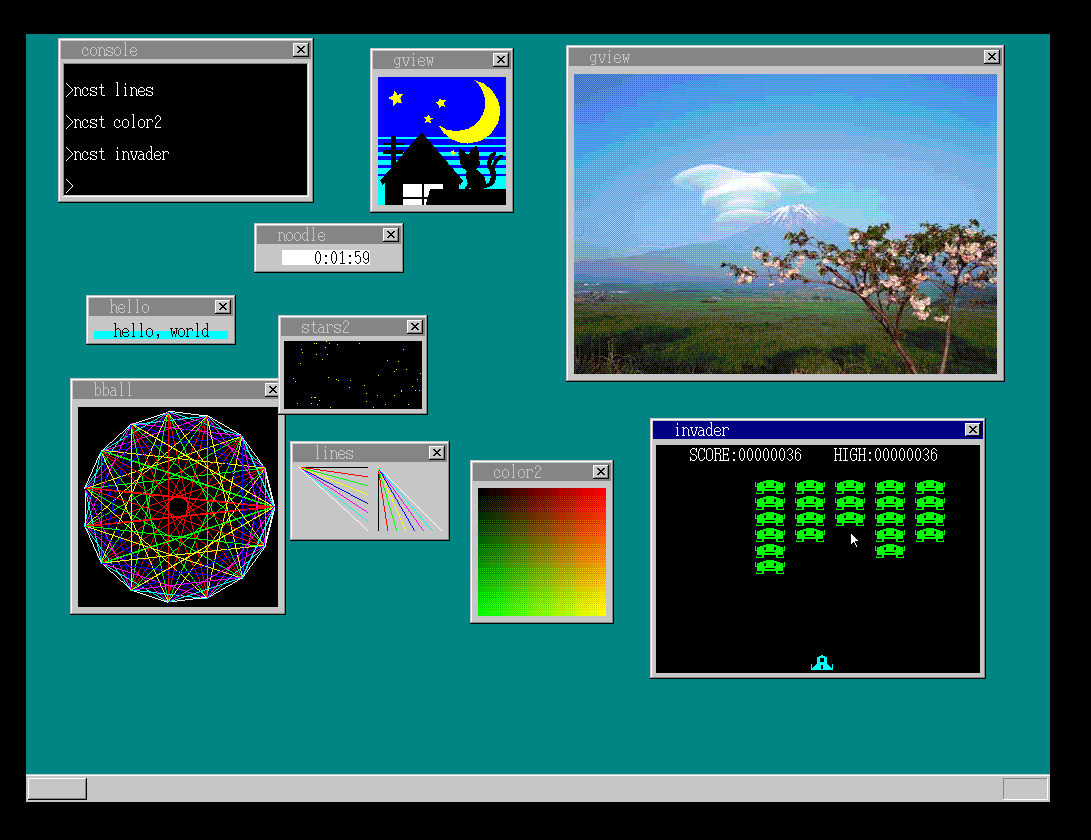 console
>ncst lines
>ncst color2
>ncst invader
>
gview
gview
noodle
0:01:59
hello
hello, world
stars2
bball
lines
color2
invader
SCORE:00000036 HIGH:00000036